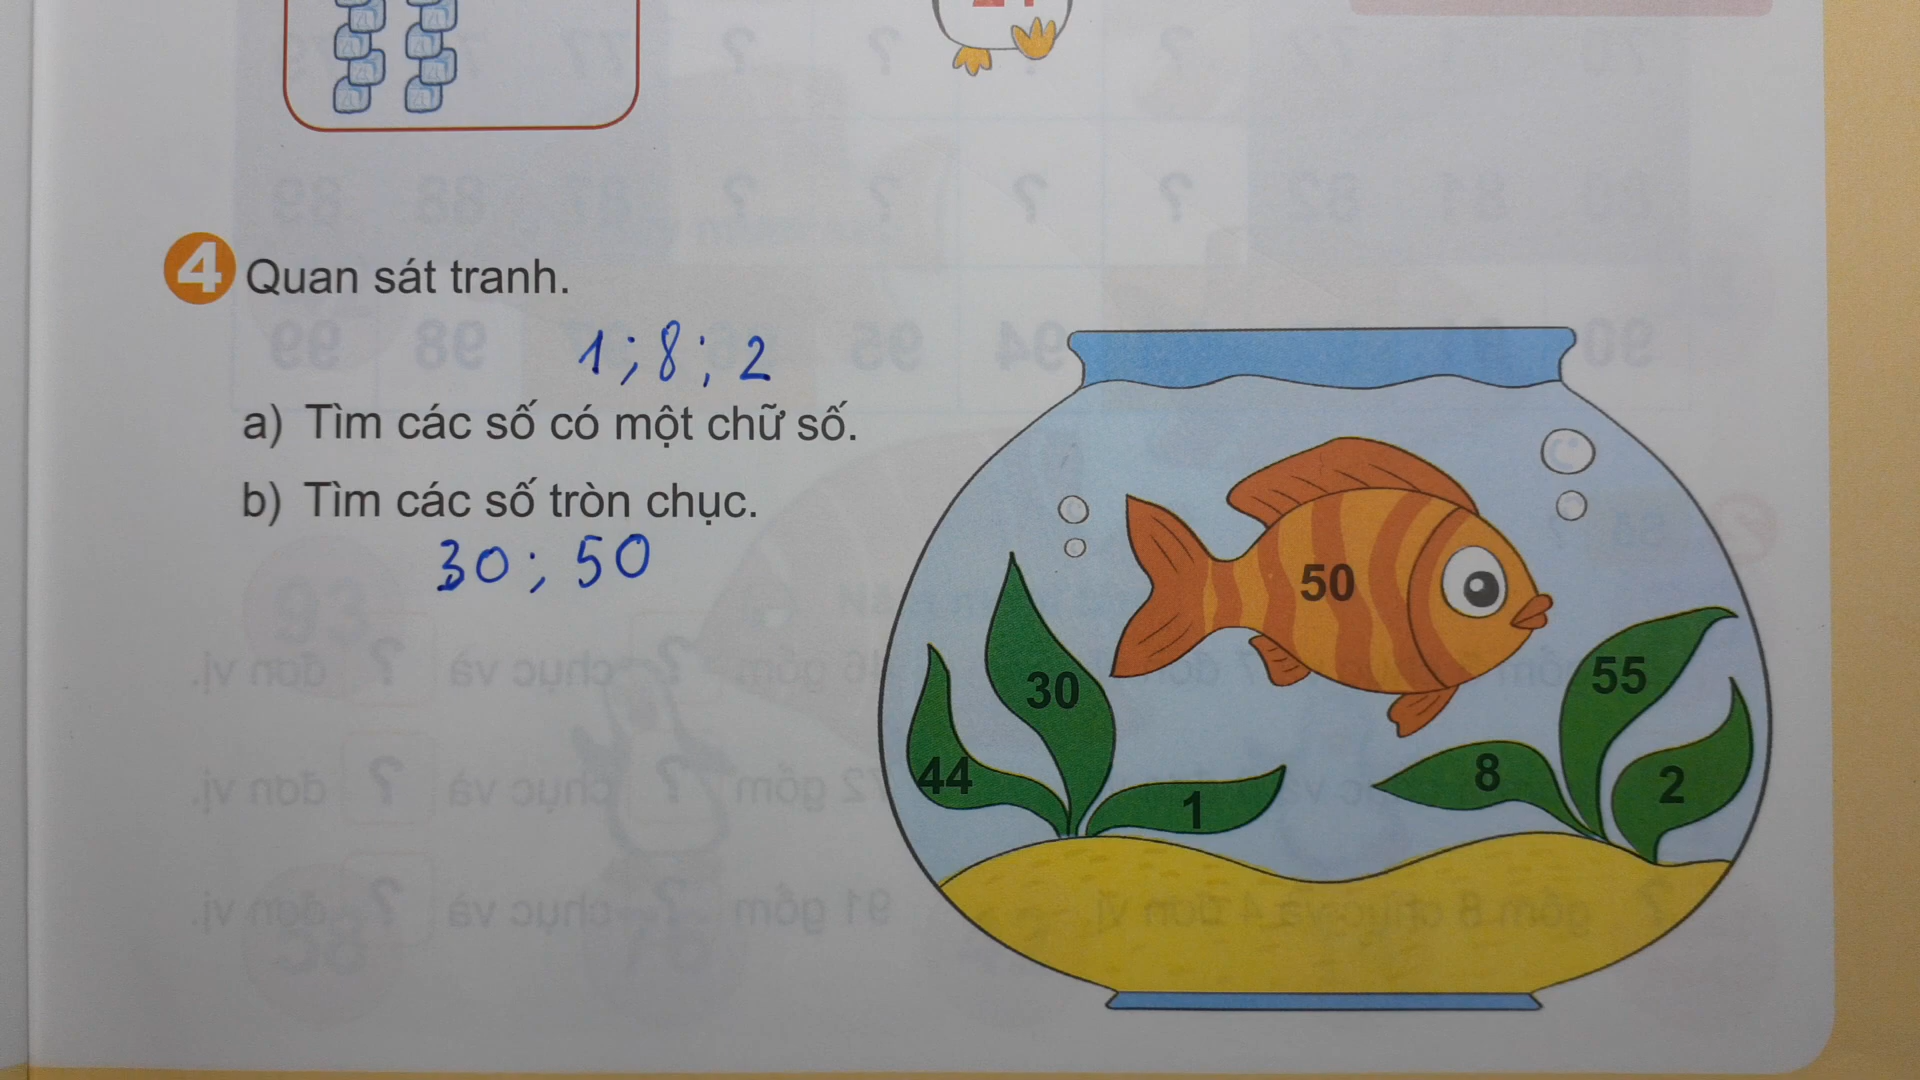 4 Quan sát tranh.
1 ; 8 ; 2
a) Tìm các số có một chữ số.
b) Tìm các số tròn chục.
30 ; 50
50
30
55
44
1
8
2